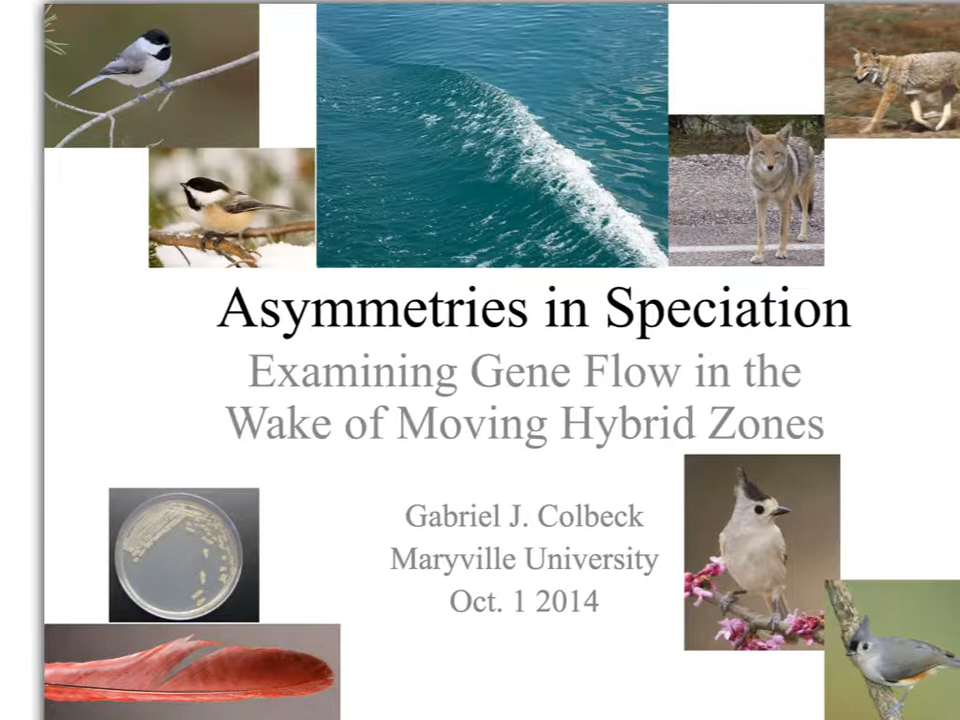 Asymmetries in Speciation
Examining Gene Flow in the
Wake of Moving Hybrid Zones
Gabriel J. Colbeck
Maryville University
Oct. 1 2014